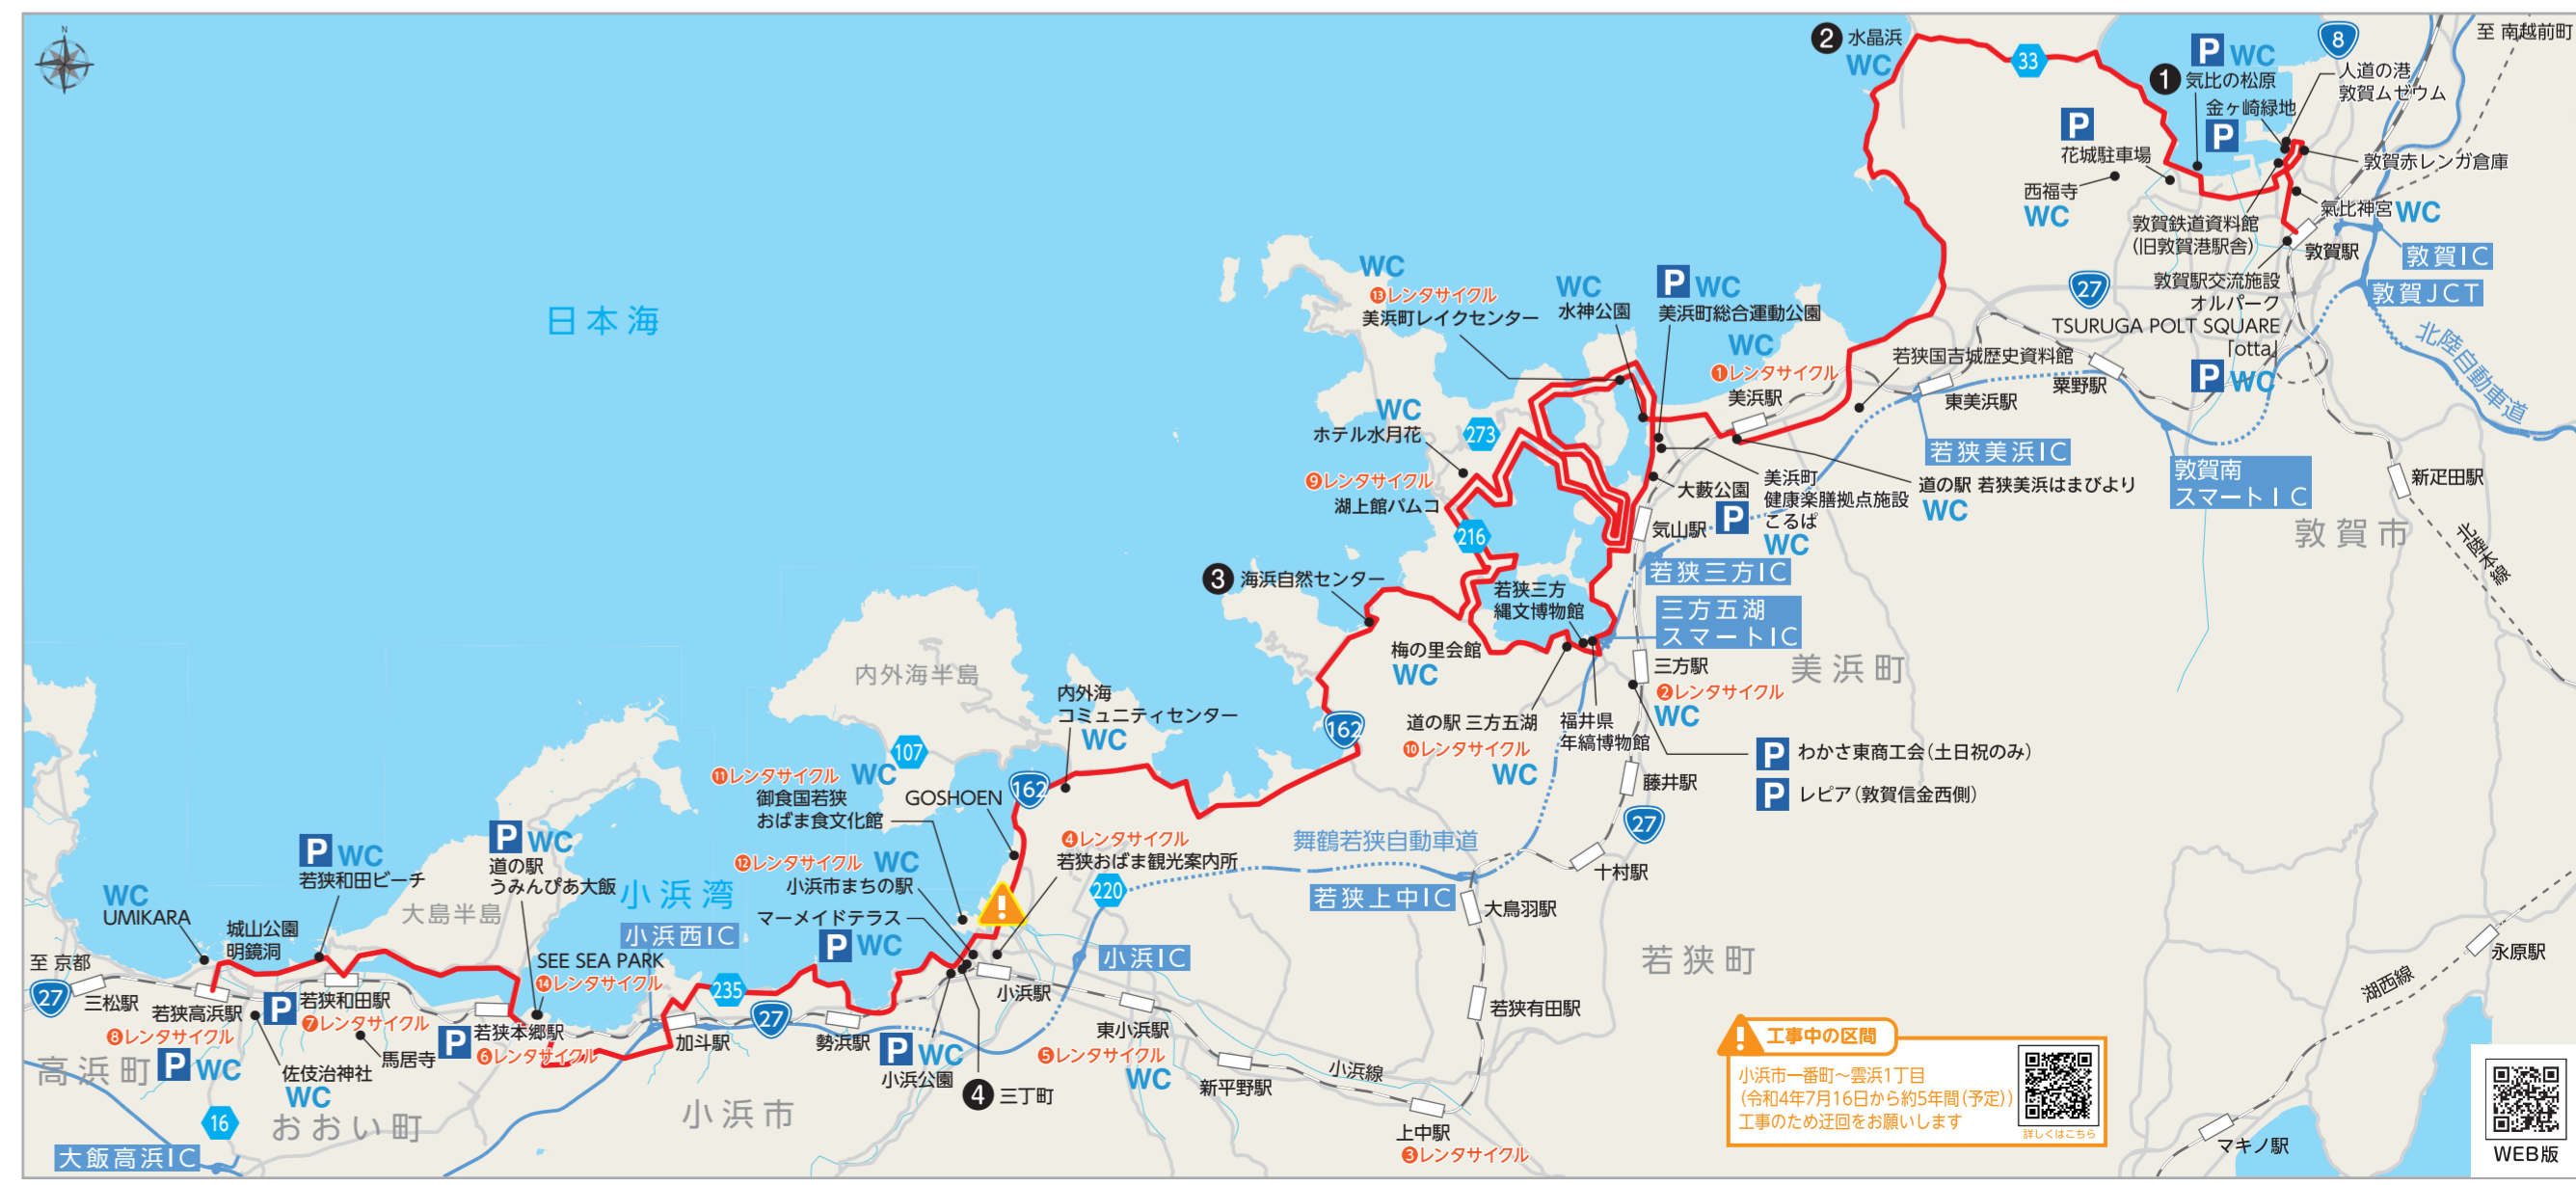 N
日本海
❷ 水晶浜
WC
33
P WC
❶ 気比の松原
金ヶ崎緑地
P
8
至 南越前町
人道の港
敦賀ムゼウム
P
花城駐車場
西福寺
WC
敦賀赤レンガ倉庫
氣比神宮 WC
敦賀鉄道資料館
(旧敦賀港駅舎)
敦賀駅
敦賀IC
敦賀JCT
27
敦賀駅交流施設
オルパーク
TSURUGA POLT SQUARE
「otta」
P WC
北陸自動車道
WC
⓭レンタサイクル
美浜町レイクセンター
WC
水神公園
P WC
美浜町総合運動公園
WC
❶レンタサイクル
美浜駅
若狭国吉城歴史資料館
東美浜駅
粟野駅
若狭美浜IC
敦賀南
スマートIC
新疋田駅
敦賀市
北陸本線
WC
ホテル水月花
273
❾レンタサイクル
湖上館パムコ
216
大薮公園
P
気山駅
美浜町
健康楽膳拠点施設
こるぱ
WC
道の駅 若狭美浜はまびより
WC
若狭三方IC
❸ 海浜自然センター
若狭三方
縄文博物館
三方五湖
スマートIC
梅の里会館
WC
三方駅
❷レンタサイクル
WC
美浜町
道の駅 三方五湖
❿レンタサイクル
WC
福井県
年縞博物館
P わかさ東商工会(土日祝のみ)
P レピア(敦賀信金西側)
藤井駅
27
162
内外海半島
内外海
コミュニティセンター
WC
107
⓫レンタサイクル WC
御食国若狭
おばま食文化館
GOSHOEN
162
⓬レンタサイクル WC
小浜市まちの駅
❹レンタサイクル
若狭おばま観光案内所
220
舞鶴若狭自動車道
若狭上中IC
十村駅
大鳥羽駅
若狭町
若狭有田駅
マーメイドテラス
P WC
小浜IC
小浜駅
東小浜駅
❺レンタサイクル
WC
新平野駅
小浜線
上中駅
❸レンタサイクル
P WC
道の駅
うみんぴあ大飯
小浜湾
大島半島
小浜西IC
P WC
若狭和田ビーチ
WC
UMIKARA
城山公園
明鏡洞
SEE SEA PARK
⓮レンタサイクル
至 京都
27
三松駅
若狭高浜駅
❽レンタサイクル
P WC
高浜町
P
若狭和田駅
❼レンタサイクル
馬居寺
佐伎治神社
WC
P
若狭本郷駅
❻レンタサイクル
235
27
加斗駅
勢浜駅
P WC
小浜公園
❹ 三丁町
小浜市
おおい町
16
大飯高浜IC
永原駅
湖西線
マキノ駅
工事中の区間
小浜市一番町～雲浜1丁目
(令和4年7月16日から約5年間(予定))
工事のため迂回をお願いします
詳しくはこちら
WEB版